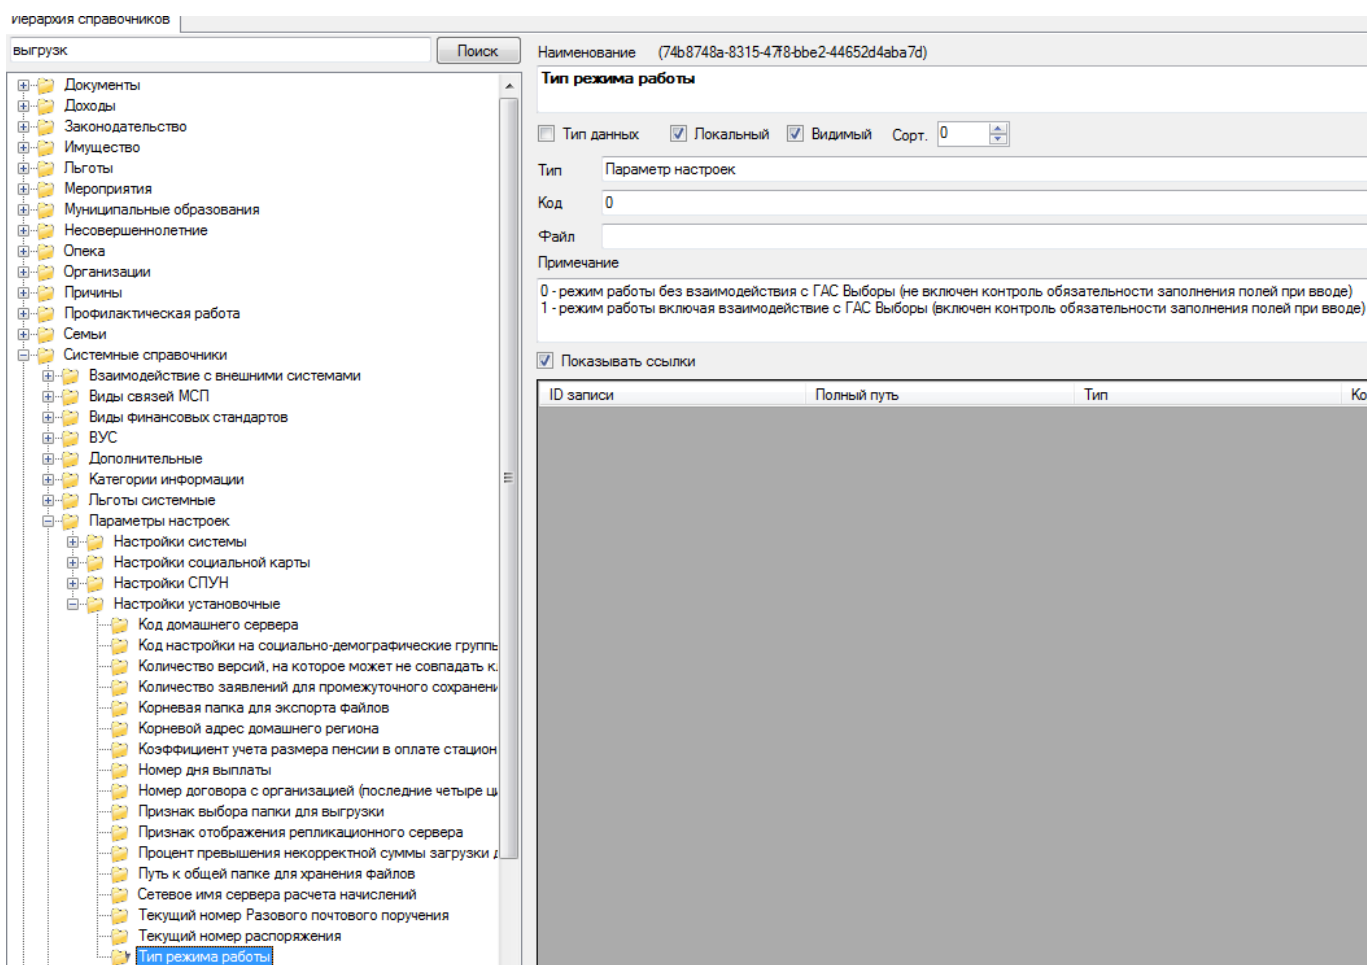 Иерархия справочников
выгрузк
Поиск
Документы
Доходы
Законодательство
Имущество
Льготы
Мероприятия
Муниципальные образования
Несовершеннолетние
Опека
Организации
Причины
Профилактическая работа
Семьи
Системные справочники
Взаимодействие с внешними системами
Виды связей МСП
Виды финансовых стандартов
ВУС
Дополнительные
Категории информации
Льготы системные
Параметры настроек
Настройки системы
Настройки социальной карты
Настройки СПУН
Настройки установочные
Код домашнего сервера
Код настройки на социально-демографические группы
Количество версий, на которое может не совпадать к
Количество заявлений для промежуточного сохранени
Корневая папка для экспорта файлов
Корневой адрес домашнего региона
Коэффициент учета размера пенсии в оплате стацион
Номер дня выплаты
Номер договора с организацией (последние четыре ци
Признак выбора папки для выгрузки
Признак отображения репликационного сервера
Процент превышения некорректной суммы загрузки д
Путь к общей папке для хранения файлов
Сетевое имя сервера расчета начислений
Текущий номер Разового почтового поручения
Текущий номер распоряжения
Тип режима работы
Наименование (74b8748a-8315-47f8-bbe2-44652d4aba7d)
Тип режима работы
Тип данных Локальный Видимый Сорт. 0
Тип Параметр настроек
Код 0
Файл
Примечание
0 - режим работы без взаимодействия с ГАС Выборы (не включен контроль обязательности заполнения полей при вводе)
1 - режим работы включая взаимодействие с ГАС Выборы (включен контроль обязательности заполнения полей при вводе)
Показывать ссылки
ID записи Полный путь Тип Ко